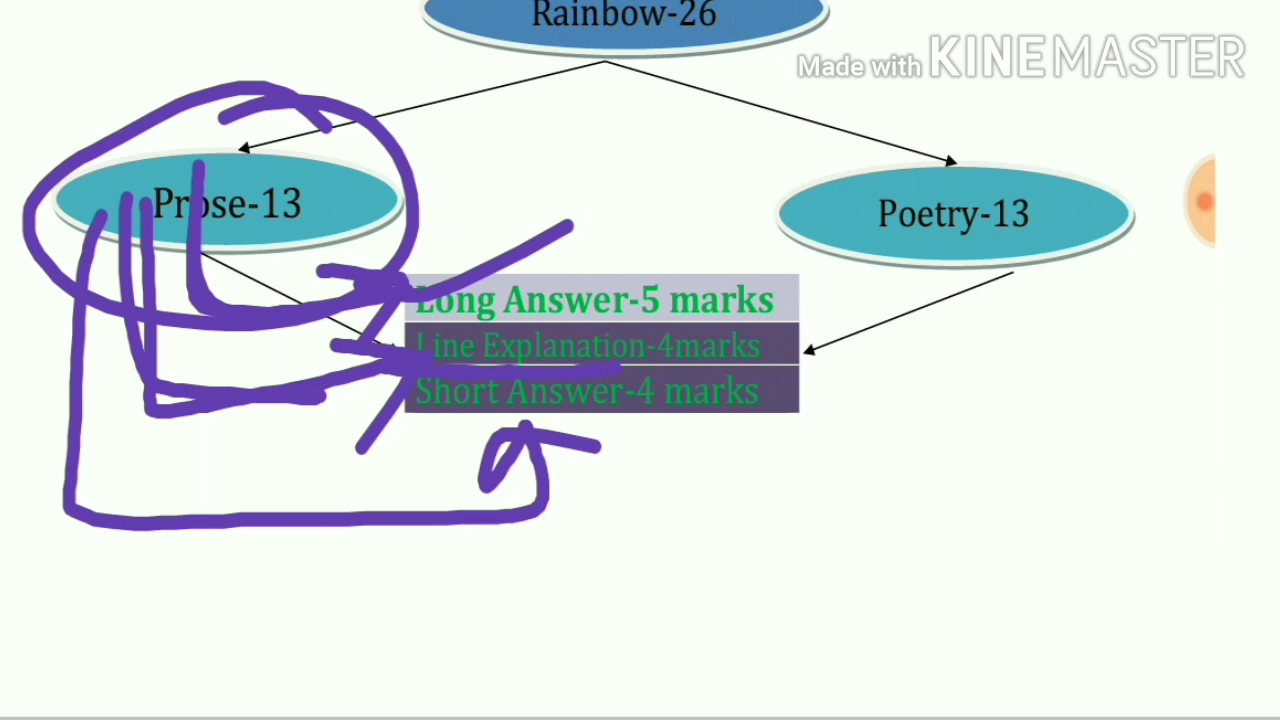 Rainbow-26
Made with KINEMASTER
Prose-13
Poetry-13
Long Answer-5 marks
Line Explanation-4marks
Short Answer-4 marks